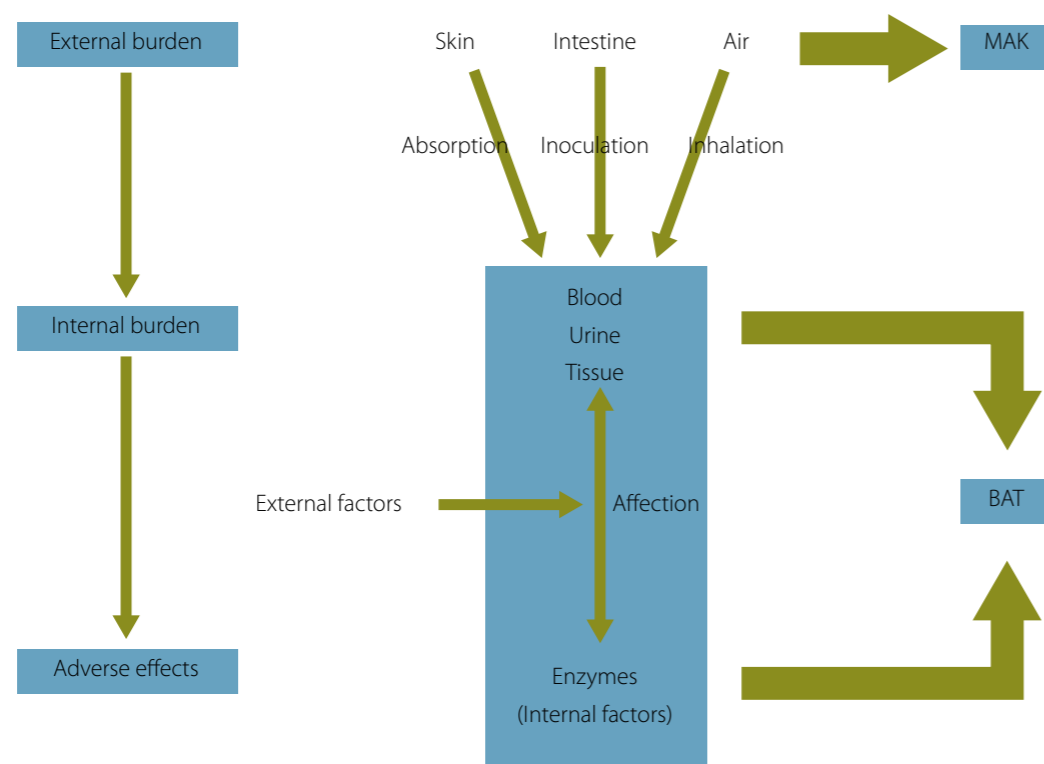 External burden
Skin
Intestine
Air
MAK
Absorption
Inoculation
Inhalation
Internal burden
Blood
Urine
Tissue
External factors
Affection
BAT
Adverse effects
Enzymes
(Internal factors)